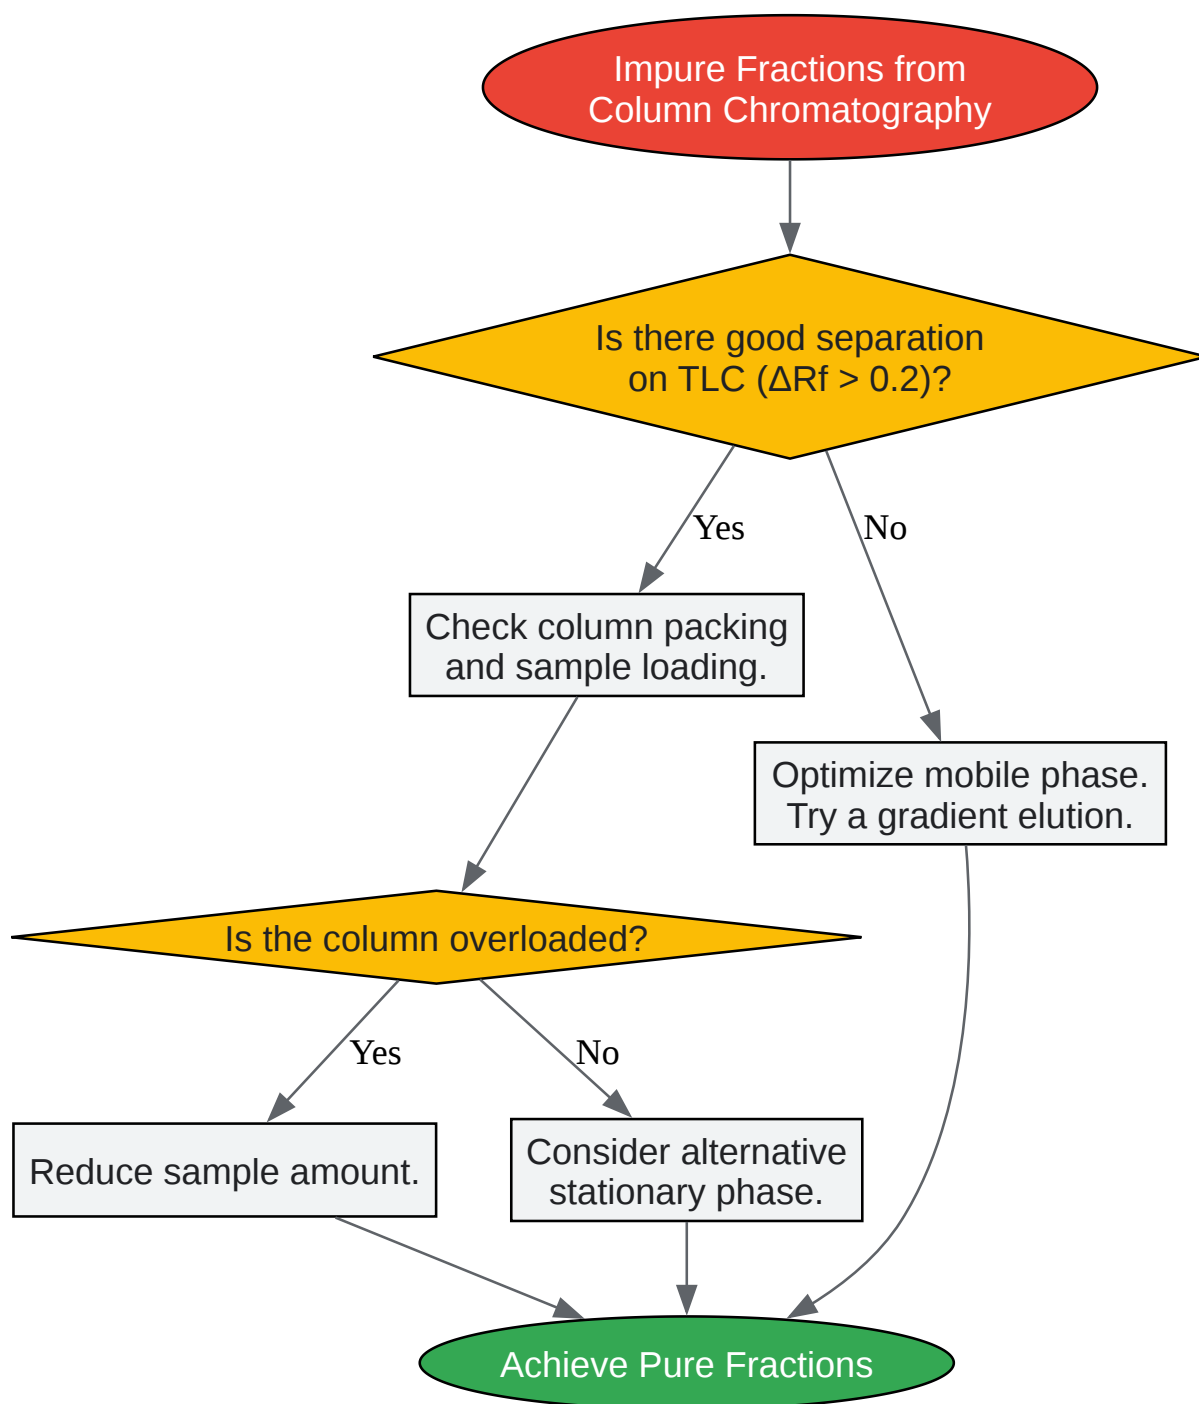 Impure Fractions from
Column Chromatography
Is there good separation
on TLC (ΔRf > 0.2)?
Yes
No
Check column packing
and sample loading.
Optimize mobile phase.
Try a gradient elution.
Is the column overloaded?
Yes
No
Reduce sample amount.
Consider alternative
stationary phase.
Achieve Pure Fractions